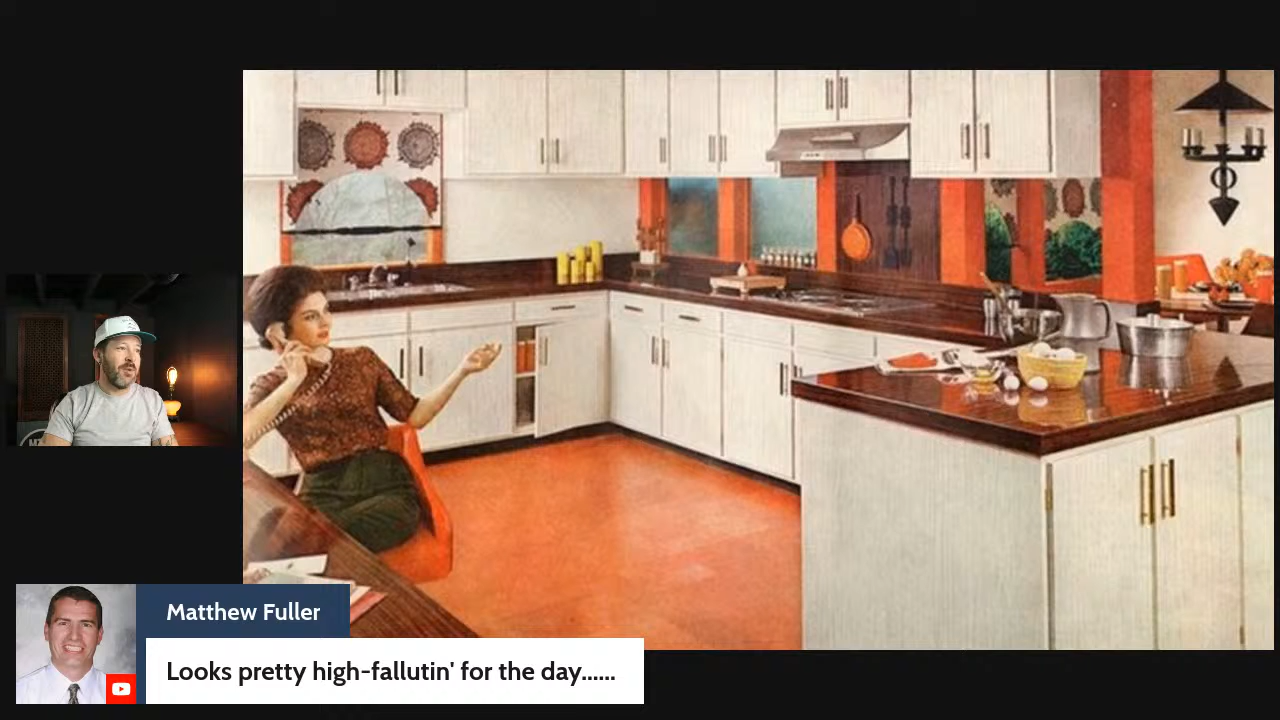 Matthew Fuller
Looks pretty high-fallutin' for the day......